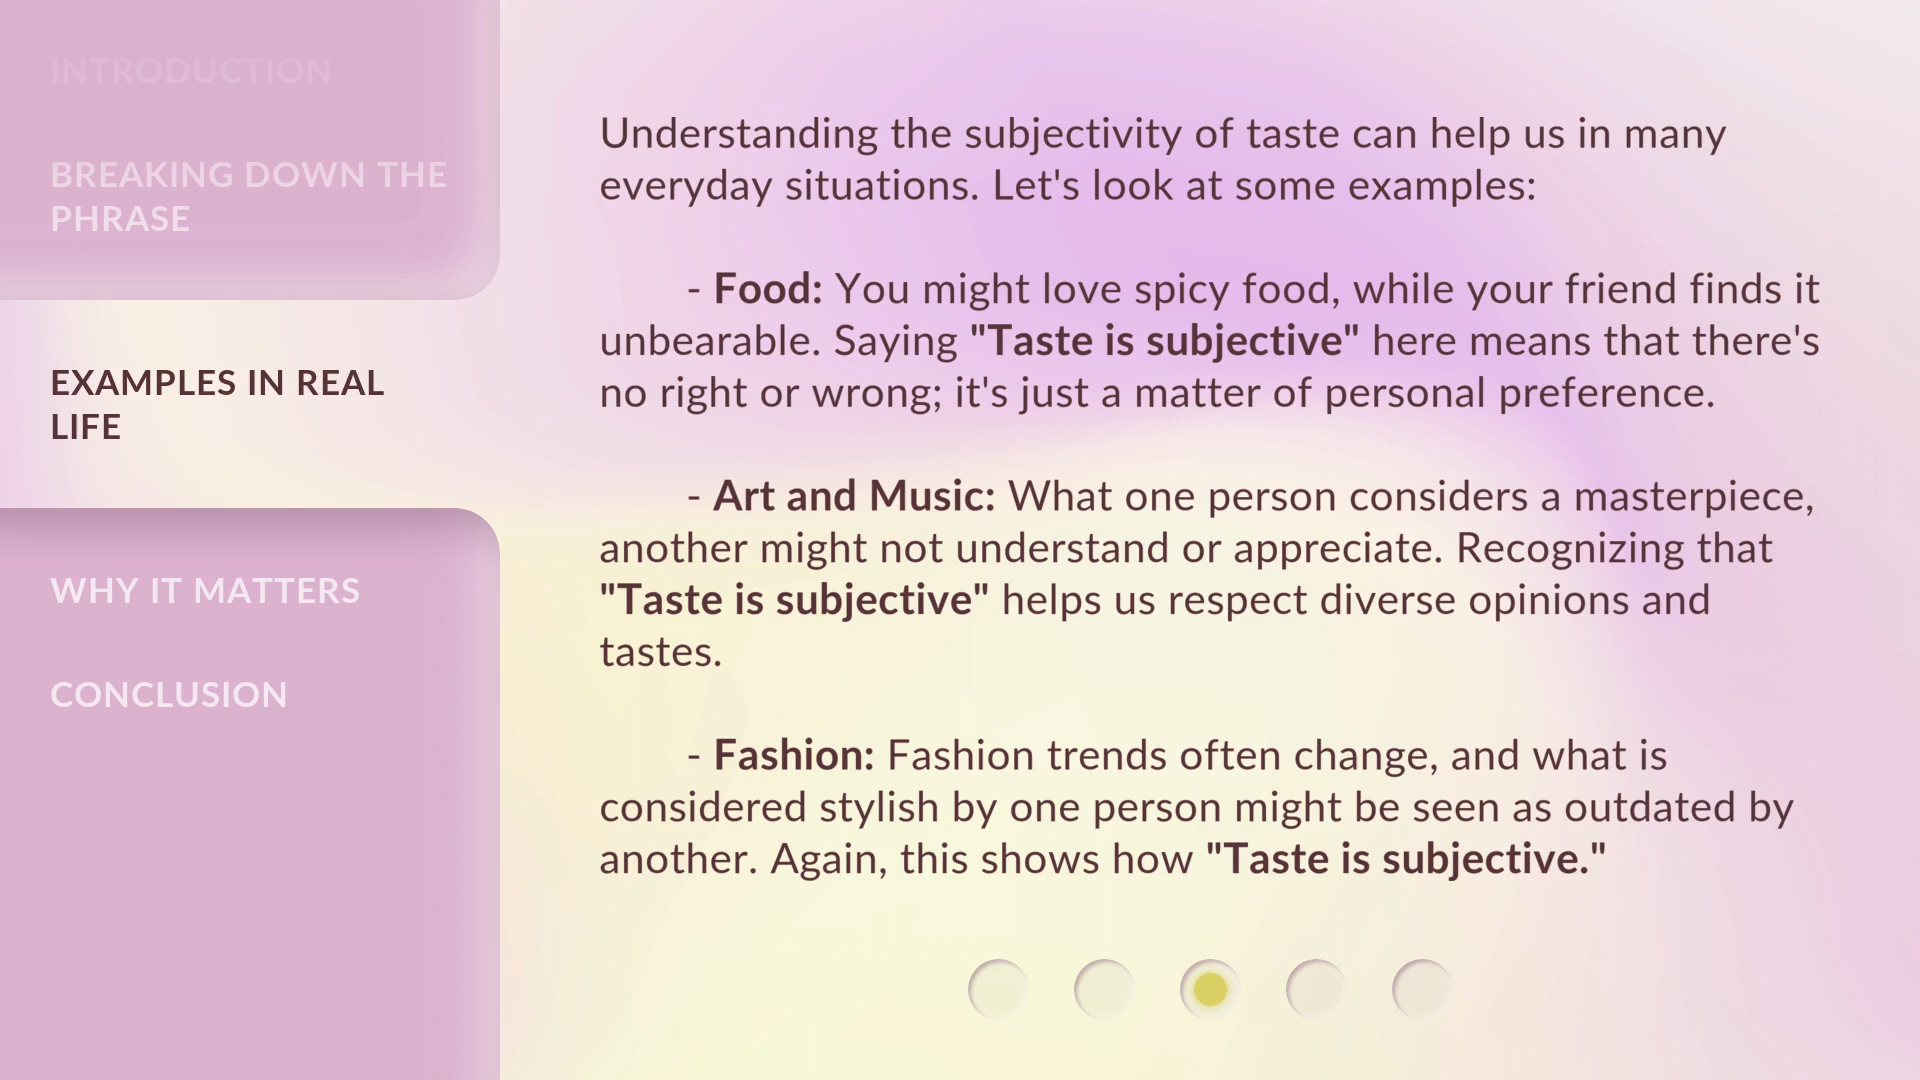 INTRODUCTION
BREAKING DOWN THE
PHRASE
EXAMPLES IN REAL
LIFE
WHY IT MATTERS
CONCLUSION
Understanding the subjectivity of taste can help us in many
everyday situations. Let's look at some examples:
- Food: You might love spicy food, while your friend finds it
unbearable. Saying "Taste is subjective" here means that there's
no right or wrong; it's just a matter of personal preference.
- Art and Music: What one person considers a masterpiece,
another might not understand or appreciate. Recognizing that
"Taste is subjective" helps us respect diverse opinions and
tastes.
- Fashion: Fashion trends often change, and what is
considered stylish by one person might be seen as outdated by
another. Again, this shows how "Taste is subjective."